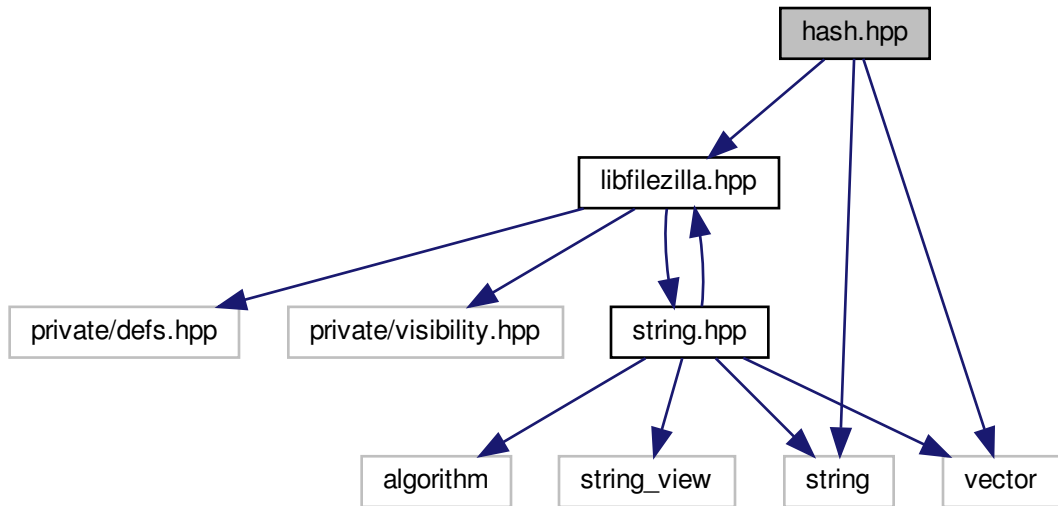 hash.hpp
libfilezilla.hpp
private/defs.hpp
private/visibility.hpp
string.hpp
algorithm
string_view
string
vector